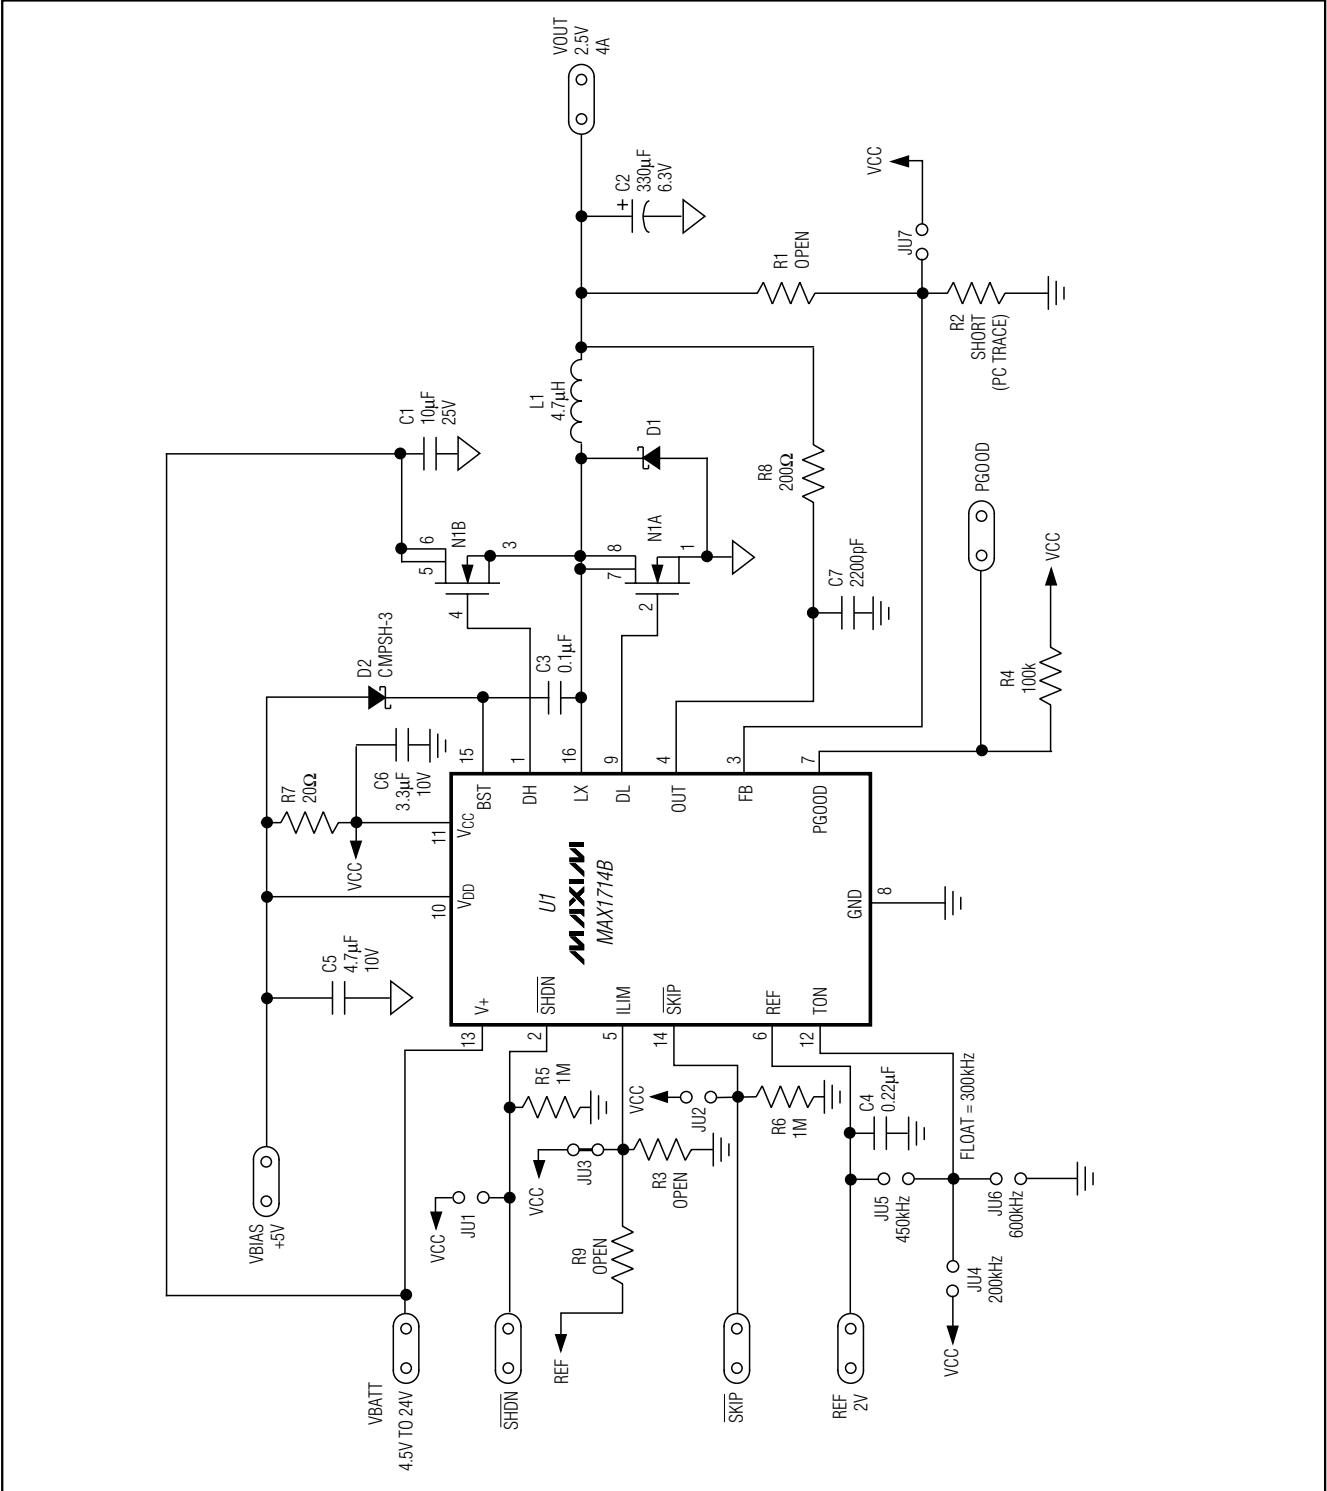 VOUT
2.5V
4A
C2
330µF
6.3V
+
VCC
JU7
R1
OPEN
R2
SHORT
(PC TRACE)
L1
4.7µH
C1
10µF
25V
D1
R8
200Ω
PGOOD
N1B
6
5
3
4
N1A
8
7
1
2
C7
2200pF
VCC
R4
100k
D2
CMPSH-3
C3
0.1µF
C6
3.3µF
10V
R7
20Ω
VCC
15
1
16
9
4
3
7
BST
DH
LX
DL
OUT
FB
PGOOD
11
VCC
10
VDD
U1
MAXIM
MAX1714B
GND
8
C5
4.7µF
10V
V+
SHDN
ILIM
SKIP
REF
TON
13
2
5
14
6
12
R5
1M
VCC
JU2
R6
1M
C4
0.22µF
FLOAT = 300kHz
VBIAS
+5V
VCC
JU1
VCC
JU3
R3
OPEN
R9
OPEN
JU5
450kHz
JU6
600kHz
JU4
200kHz
VCC
REF
VBATT
4.5V TO 24V
SHDN
SKIP
REF
2V